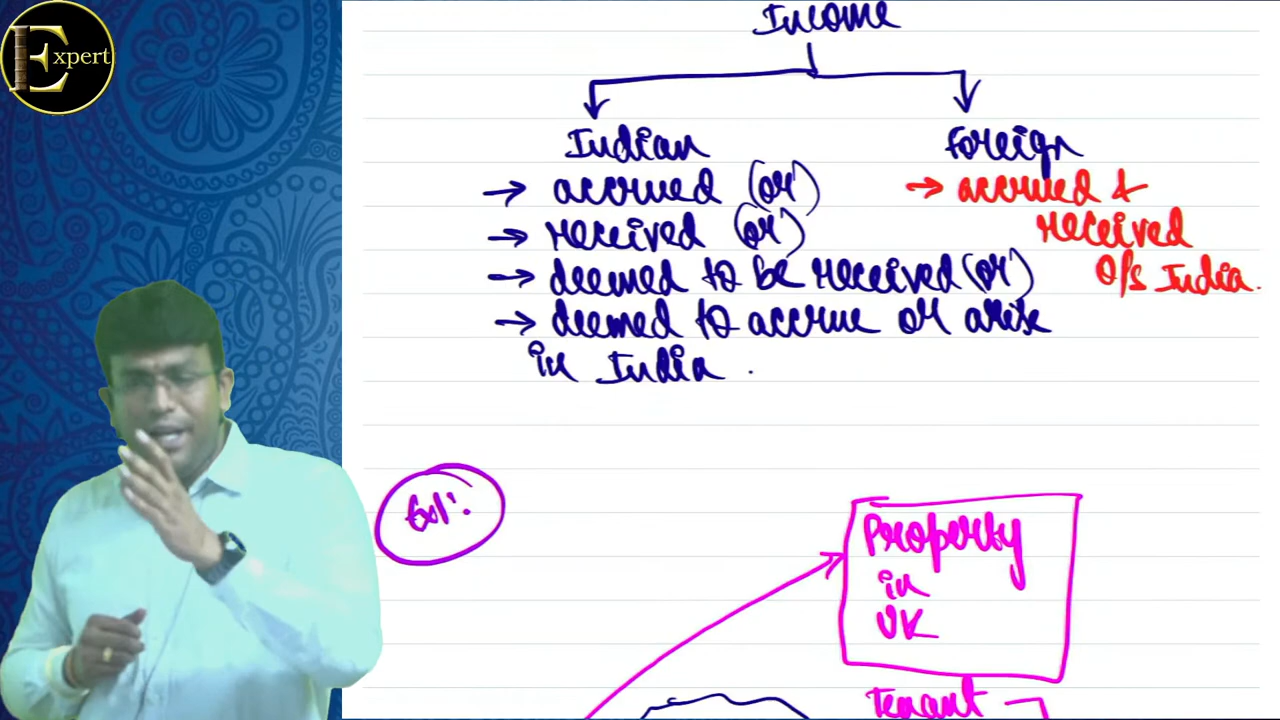 Expert
Income
Indian
Foreign
→ accrued (or)
→ received (or)
→ deemed to be received (or)
→ deemed to accrue or arise
in India .
→ accrued &
received
O/s India.
Ex1:
Property
in
UK
Tenant